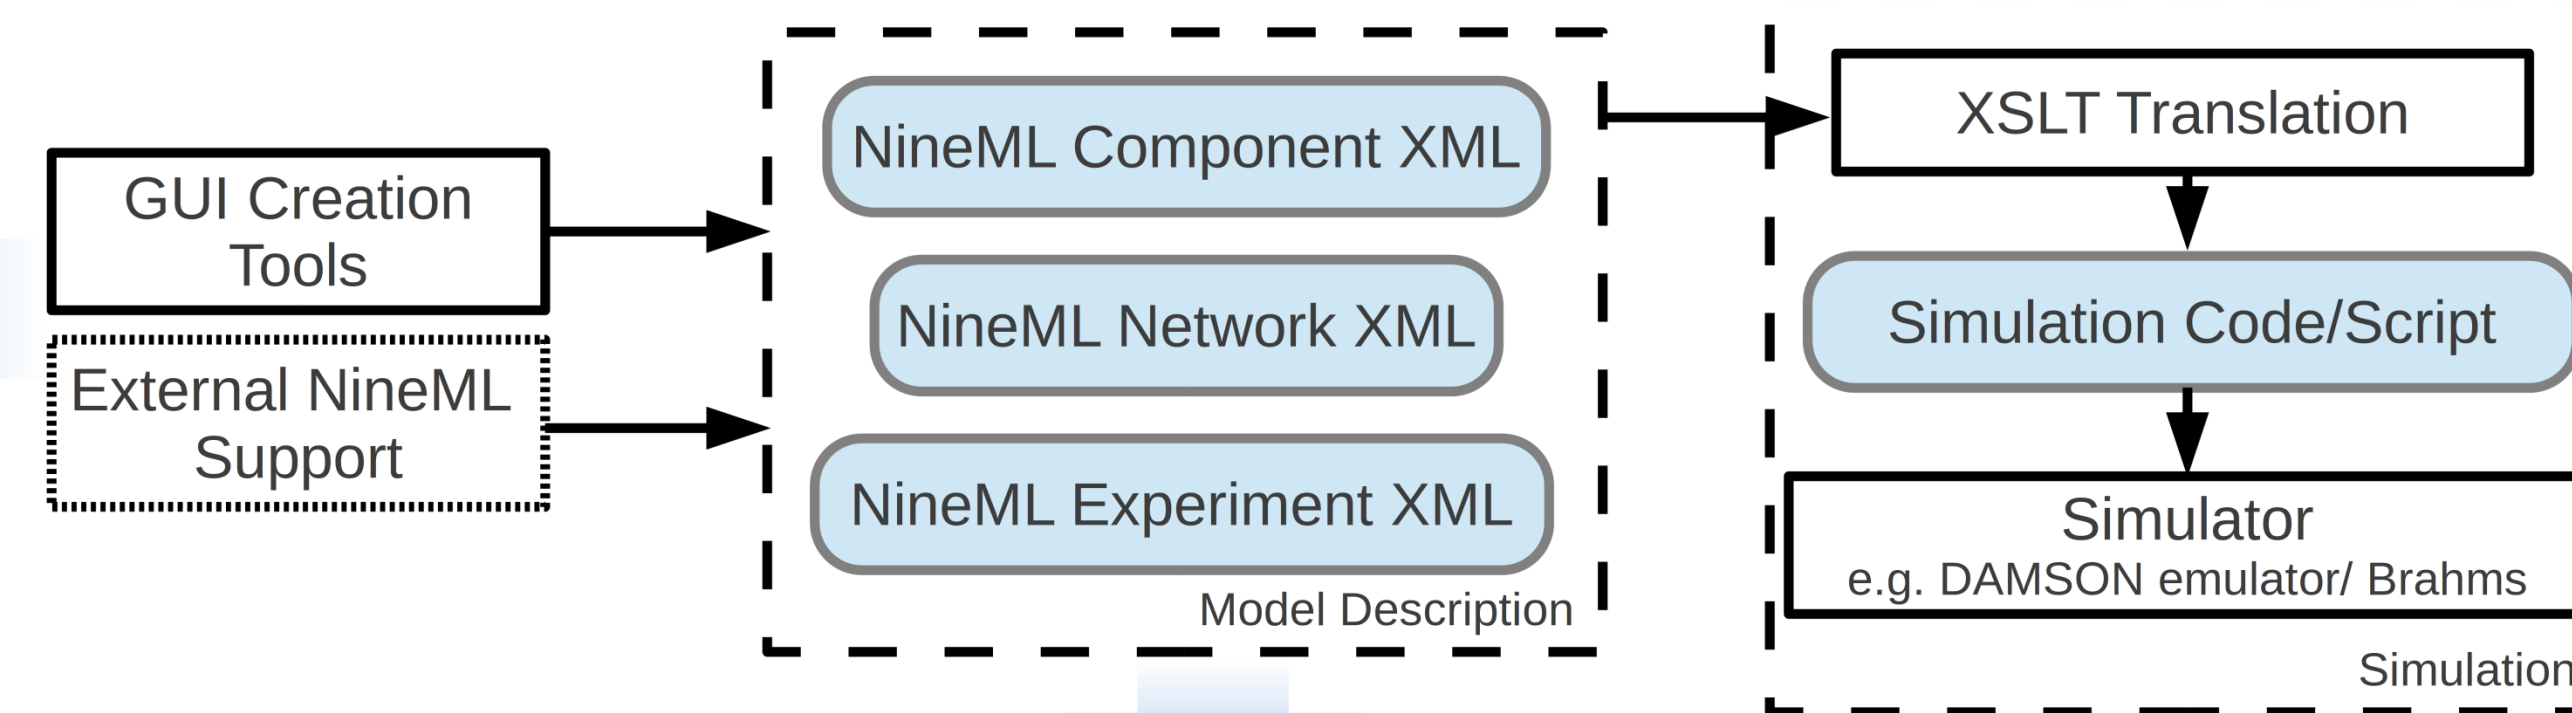 GUI Creation
Tools
External NineML
Support
NineML Component XML
NineML Network XML
NineML Experiment XML
Model Description
XSLT Translation
Simulation Code/Script
Simulator
e.g. DAMSON emulator/ Brahms
Simulation